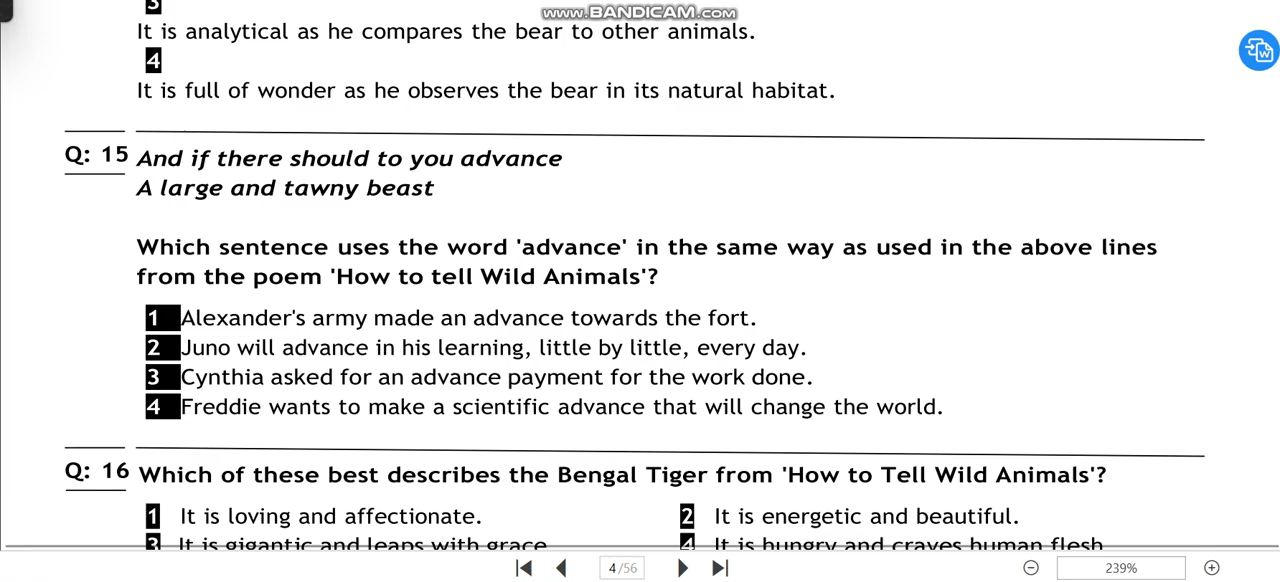 www.BANDICAM.com
3
It is analytical as he compares the bear to other animals.
4
It is full of wonder as he observes the bear in its natural habitat.
Q: 15 And if there should to you advance
A large and tawny beast
Which sentence uses the word 'advance' in the same way as used in the above lines
from the poem 'How to tell Wild Animals'?
1 Alexander's army made an advance towards the fort.
2 Juno will advance in his learning, little by little, every day.
3 Cynthia asked for an advance payment for the work done.
4 Freddie wants to make a scientific advance that will change the world.
Q: 16 Which of these best describes the Bengal Tiger from 'How to Tell Wild Animals'?
1 It is loving and affectionate. 2 It is energetic and beautiful.
3 It is gigantic and leaps with grace 4 It is hungry and craves human flesh
4/56 239%